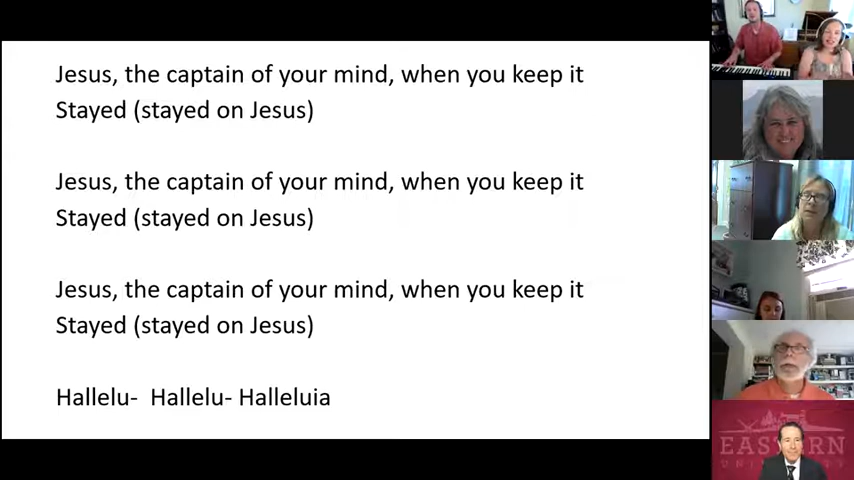 Jesus, the captain of your mind, when you keep it
Stayed (stayed on Jesus)
Jesus, the captain of your mind, when you keep it
Stayed (stayed on Jesus)
Jesus, the captain of your mind, when you keep it
Stayed (stayed on Jesus)
Hallelu-  Hallelu- Halleluia
EASTERN
UNIVERSITY